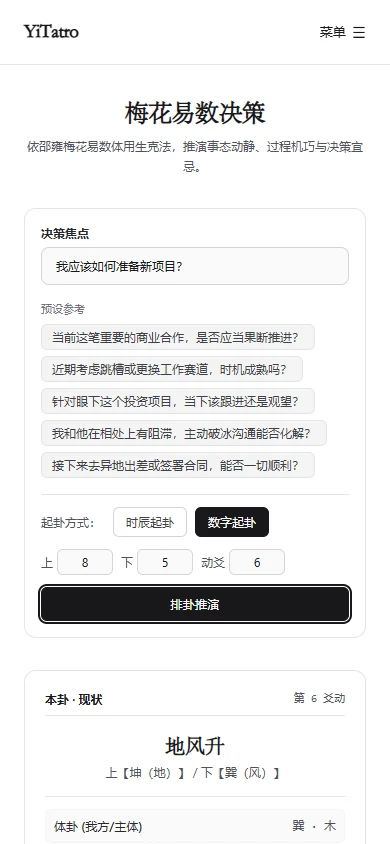 YiTatro
菜单 ☰
梅花易数决策
依邵雍梅花易数体用生克法，推演事态动静、过程机巧与决策宜
忌。
决策焦点
我应该如何准备新项目?
预设参考
当前这笔重要的商业合作，是否应当果断推进？
近期考虑跳槽或更换工作赛道，时机成熟吗？
针对眼下这个投资项目，当下该跟进还是观望？
我和他在相处上有阻滞，主动破冰沟通能否化解？
接下来去异地出差或签署合同，能否一切顺利？
起卦方式： 时辰起卦 数字起卦
上 8 下 5 动爻 6
排卦推演
本卦 · 现状 第 6 爻动
地风升
上【坤（地）】 / 下【巽（风）】
体卦 (我方/主体) 巽 · 木